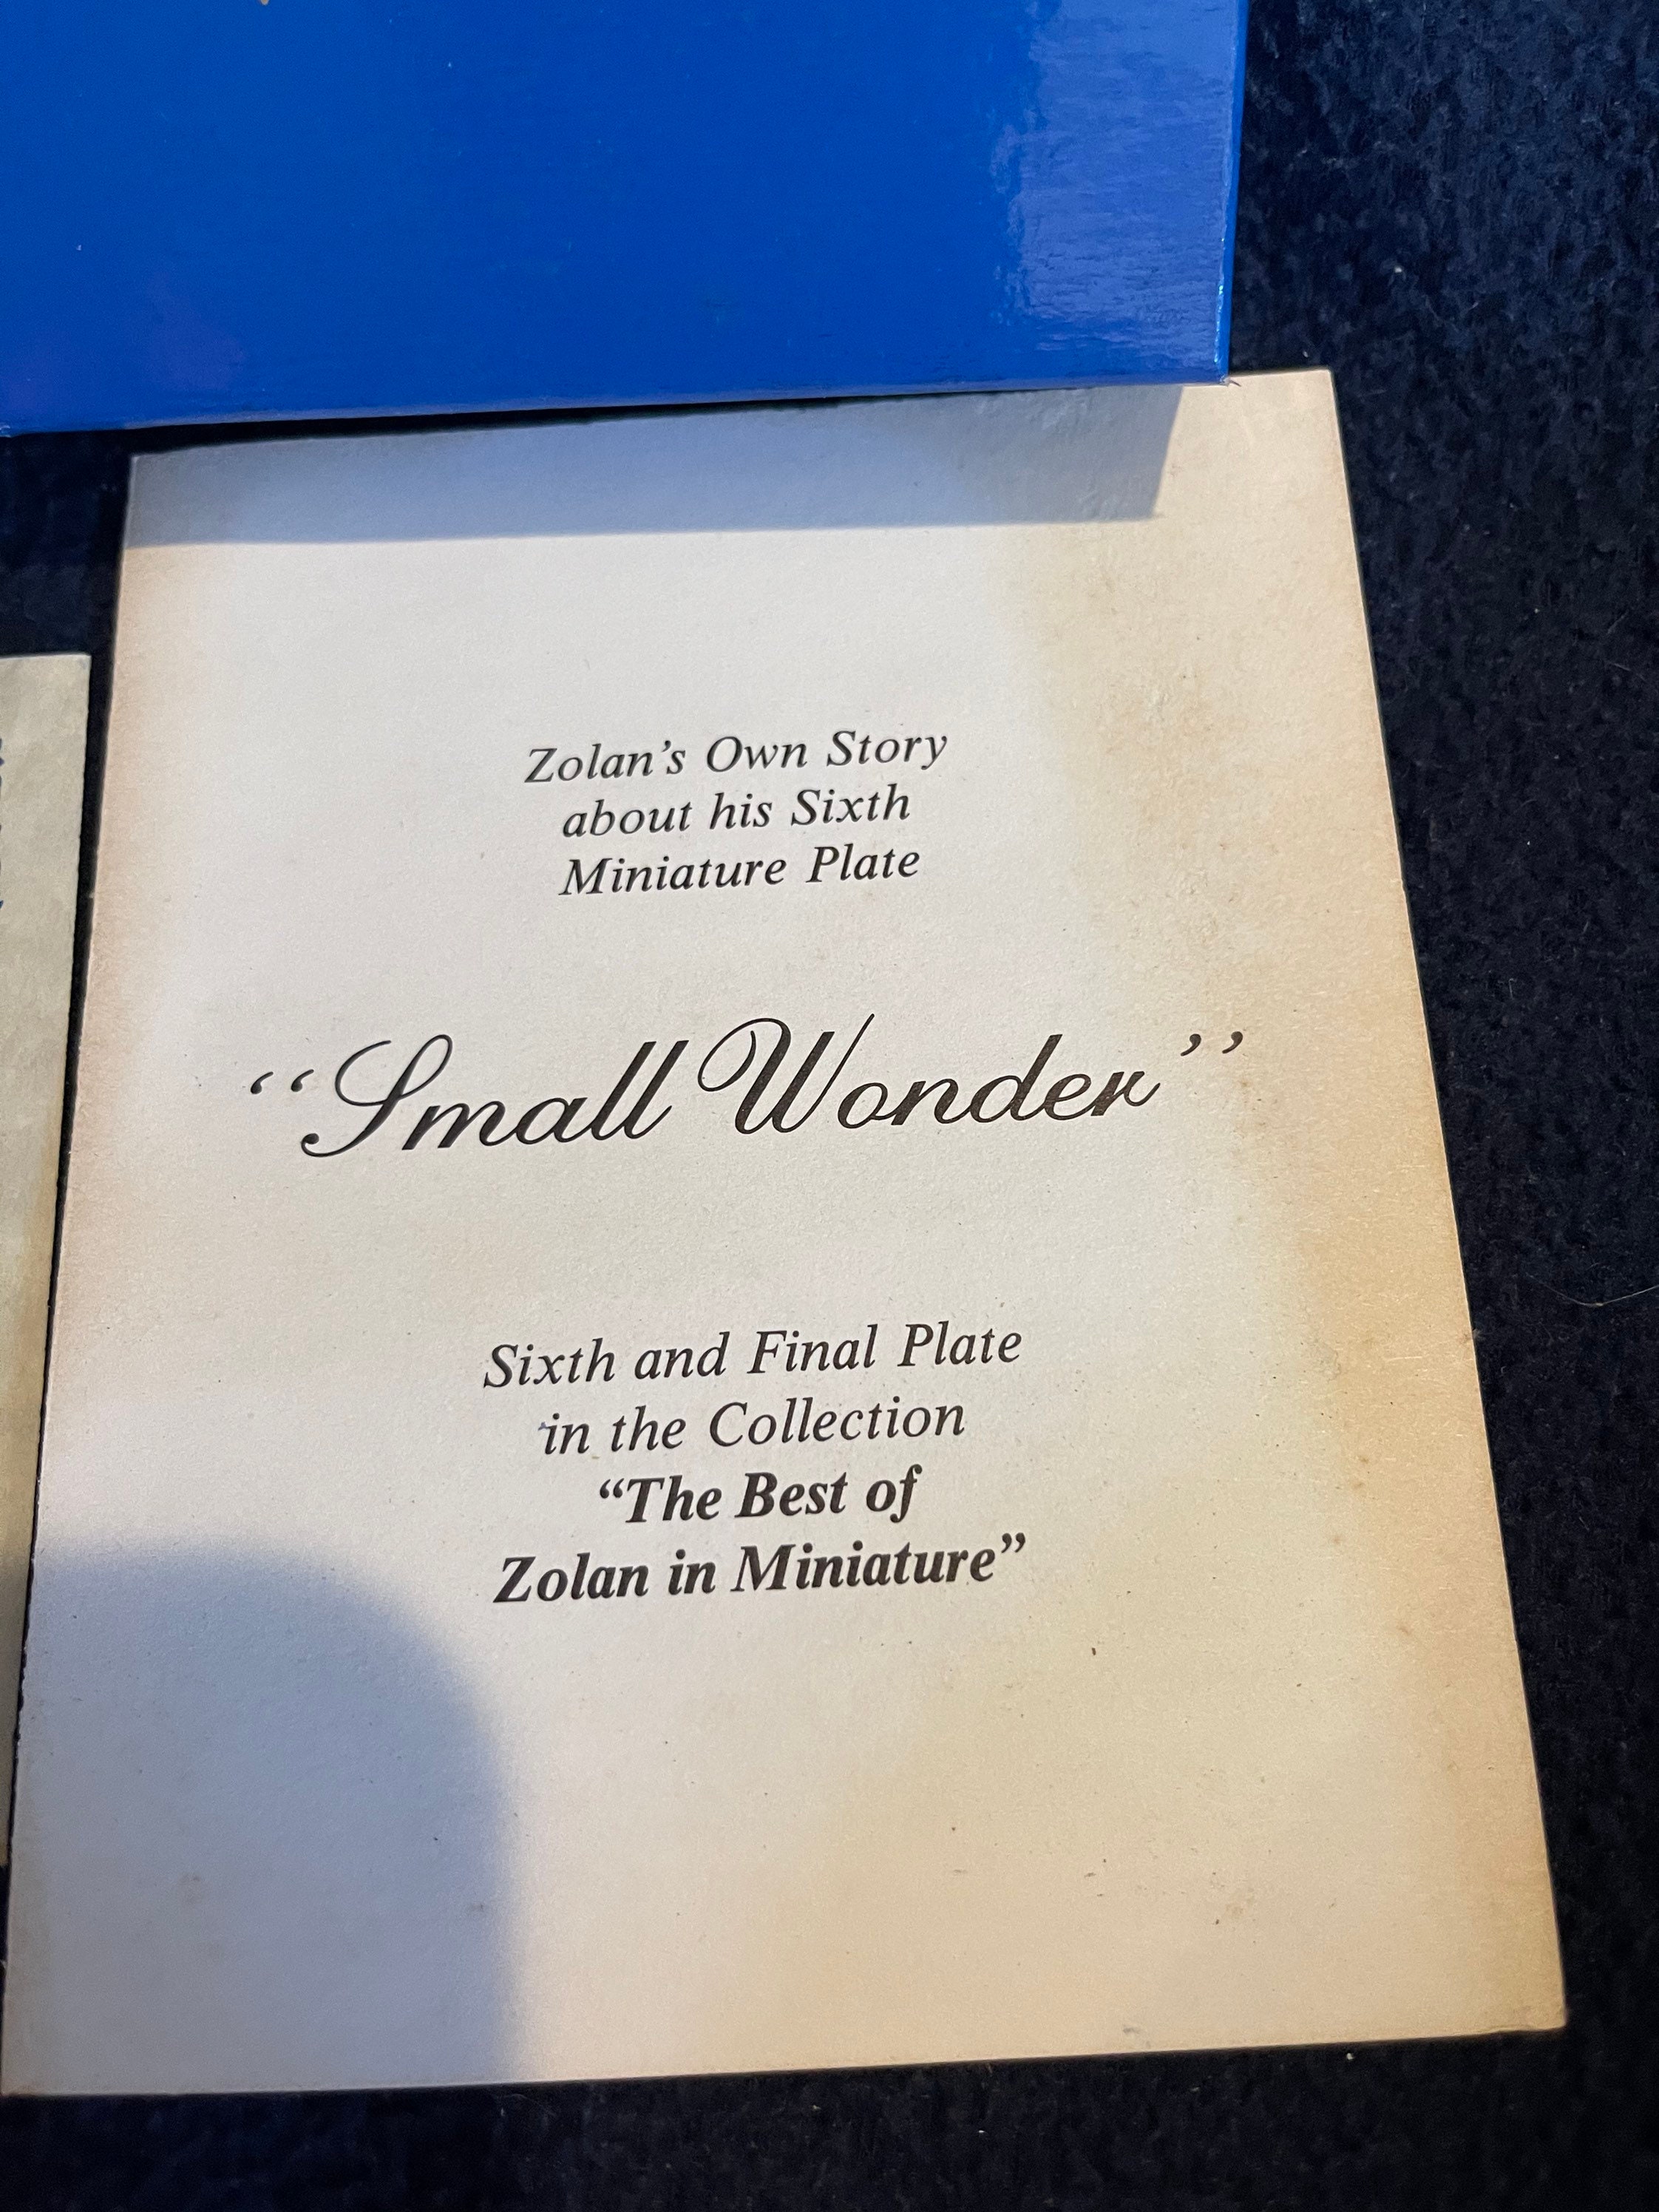 Zolan's Own Story
about his Sixth
Miniature Plate
“Small Wonder”
Sixth and Final Plate
in the Collection
“The Best of
Zolan in Miniature”